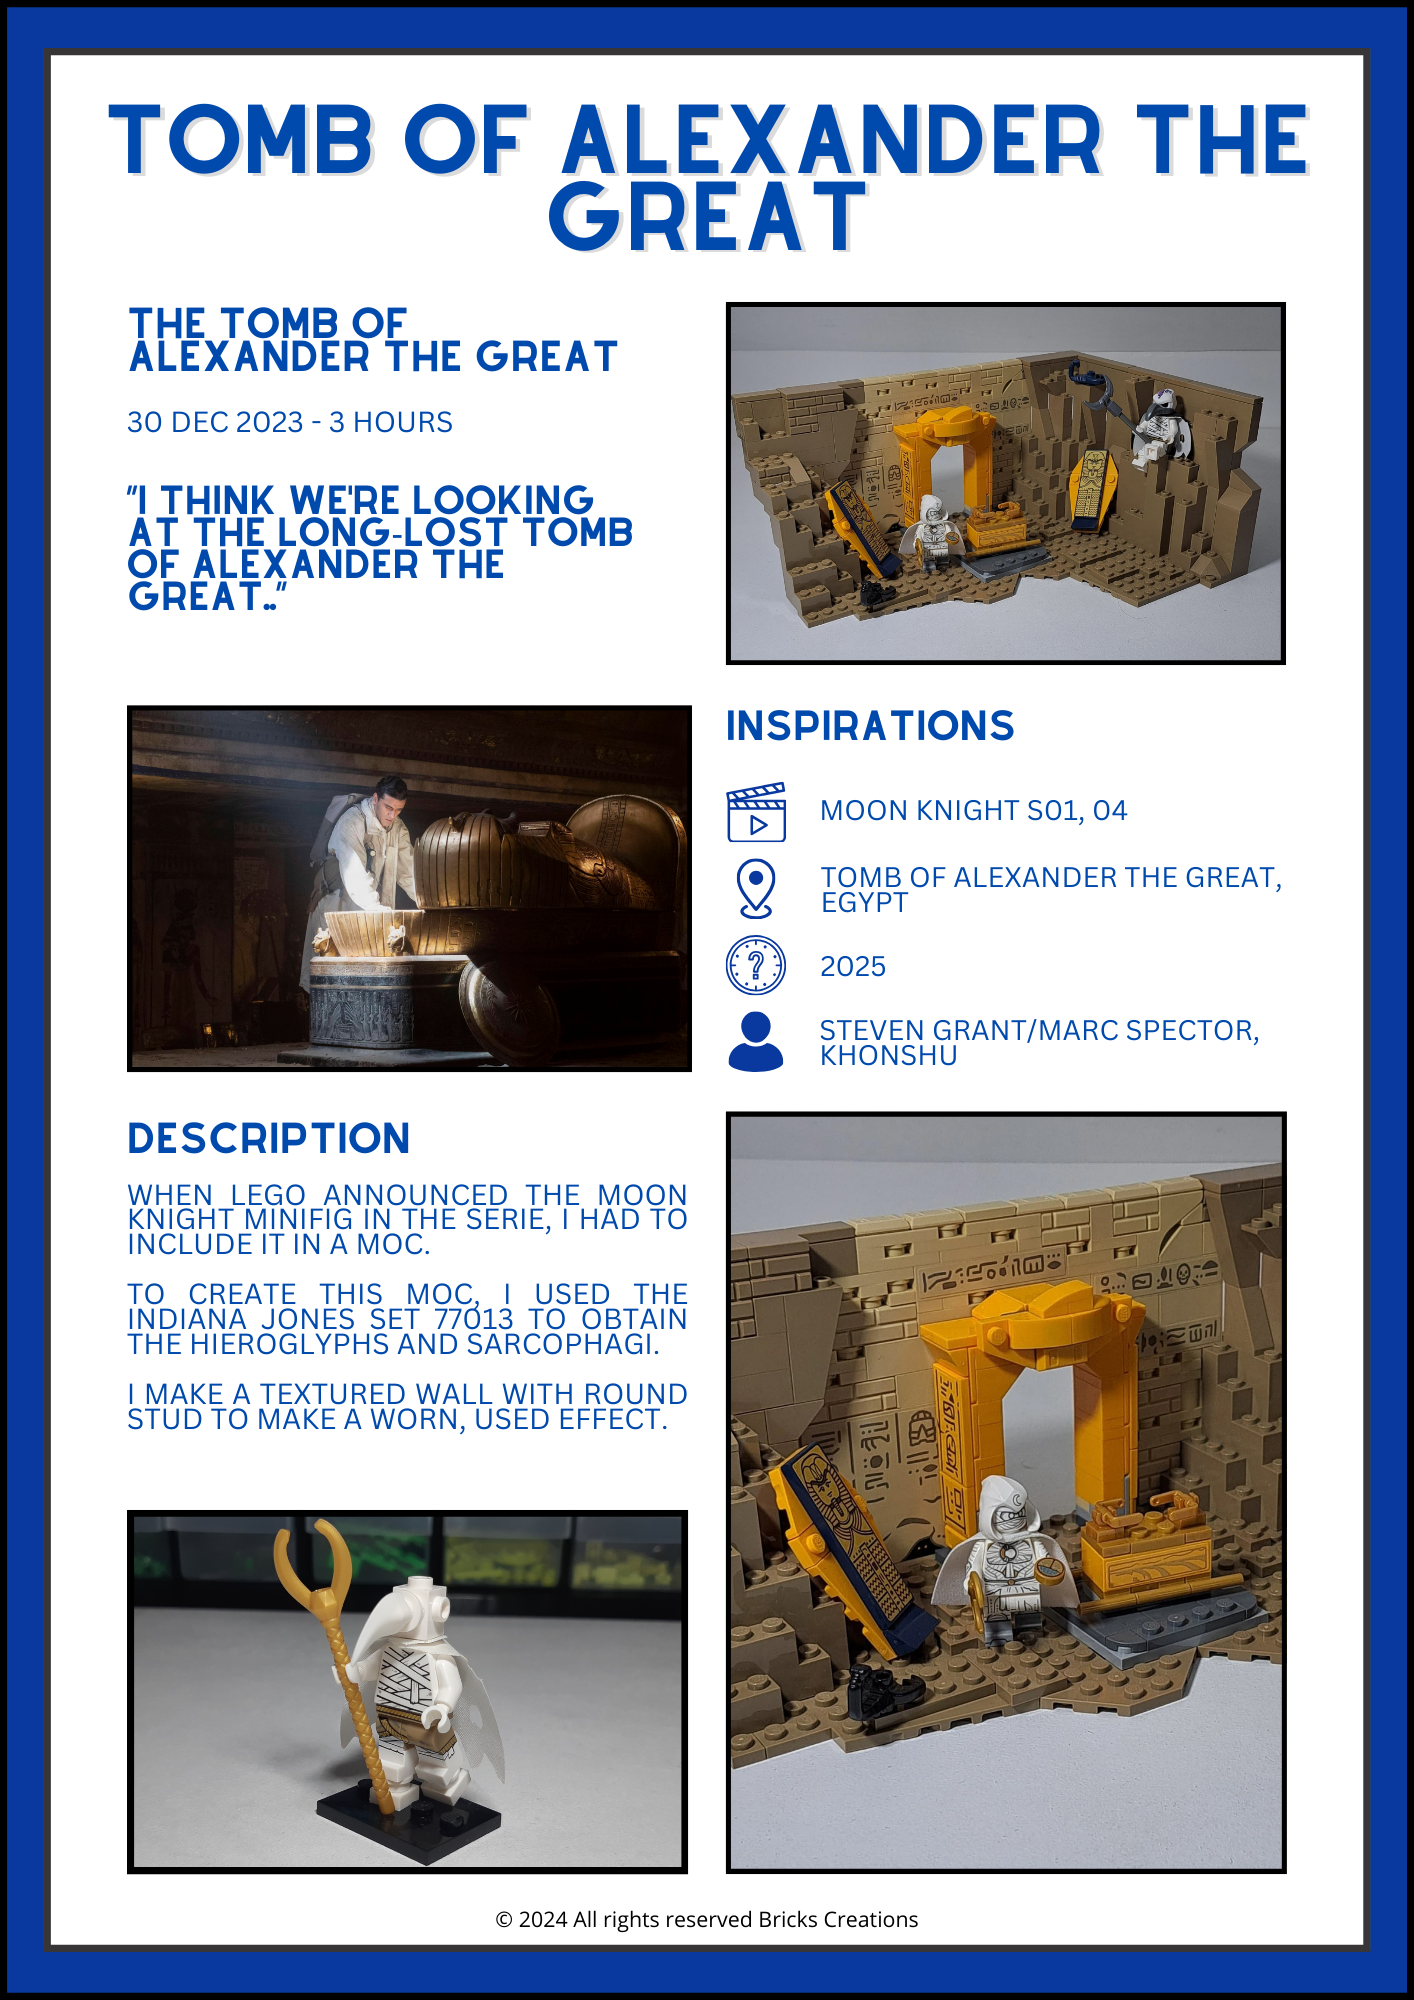 TOMB OF ALEXANDER THE
GREAT
THE TOMB OF
ALEXANDER THE GREAT
30 DEC 2023 - 3 HOURS
"I THINK WE'RE LOOKING
AT THE LONG-LOST TOMB
OF ALEXANDER THE
GREAT.."
INSPIRATIONS
MOON KNIGHT S01, 04
TOMB OF ALEXANDER THE GREAT,
EGYPT
?
2025
STEVEN GRANT/MARC SPECTOR,
KHONSHU
DESCRIPTION
WHEN LEGO ANNOUNCED THE MOON
KNIGHT MINIFIG IN THE SERIE, I HAD TO
INCLUDE IT IN A MOC.
TO CREATE THIS MOC, I USED THE
INDIANA JONES SET 77013 TO OBTAIN
THE HIEROGLYPHS AND SARCOPHAGI.
I MAKE A TEXTURED WALL WITH ROUND
STUD TO MAKE A WORN, USED EFFECT.
© 2024 All rights reserved Bricks Creations